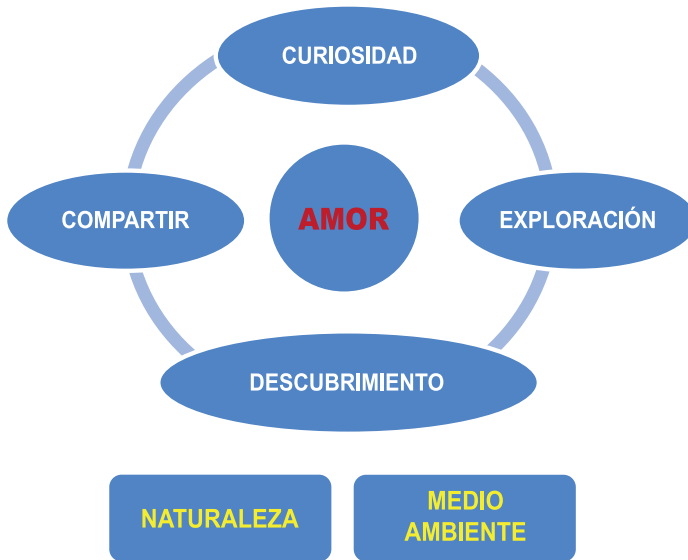 CURIOSIDAD
COMPARTIR
AMOR
EXPLORACIÓN
DESCUBRIMIENTO
NATURALEZA
MEDIO
AMBIENTE